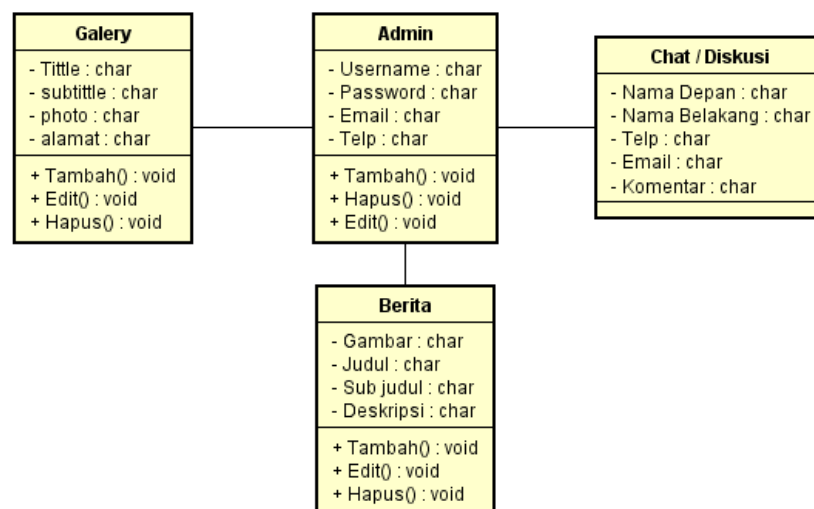 Galery
- Tittle : char
- subtittle : char
- photo : char
- alamat : char
+ Tambah() : void
+ Edit() : void
+ Hapus() : void
Admin
- Username : char
- Password : char
- Email : char
- Telp : char
+ Tambah() : void
+ Hapus() : void
+ Edit() : void
Chat / Diskusi
- Nama Depan : char
- Nama Belakang : char
- Telp : char
- Email : char
- Komentar : char
Berita
- Gambar : char
- Judul : char
- Sub judul : char
- Deskripsi : char
+ Tambah() : void
+ Edit() : void
+ Hapus() : void